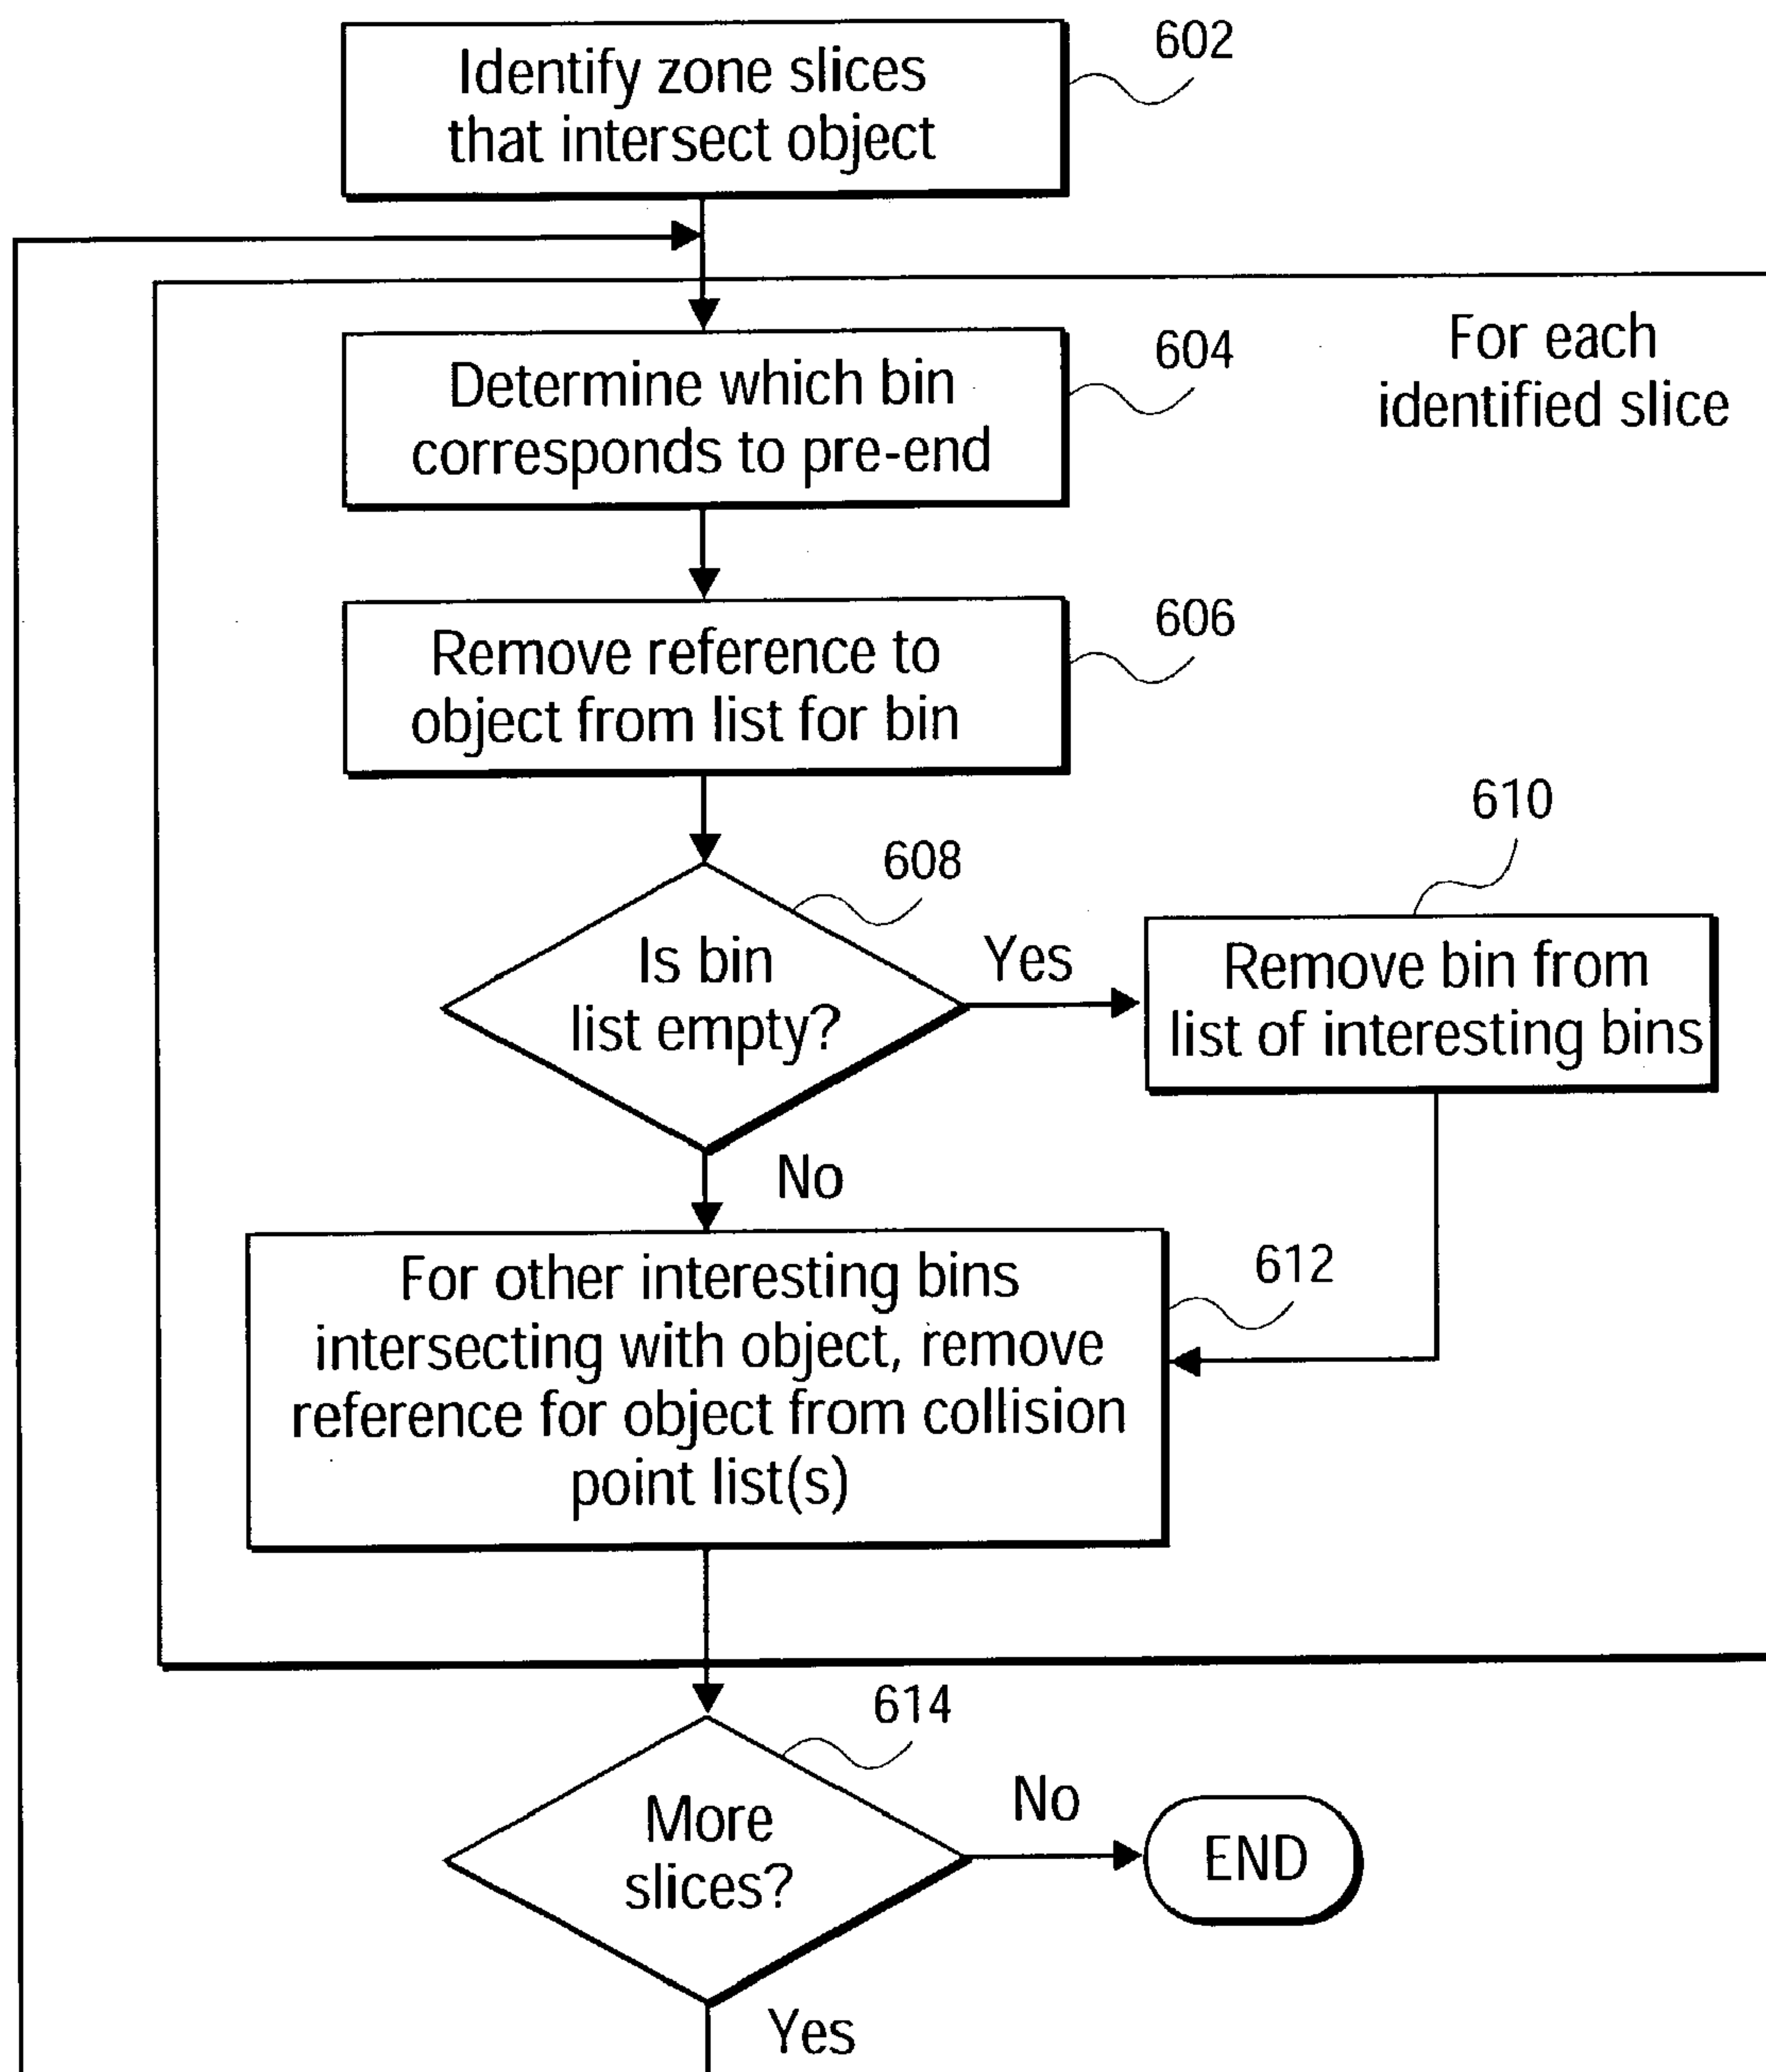 Identify zone slices
that intersect object
602
Determine which bin
corresponds to pre-end
604
For each
identified slice
Remove reference to
object from list for bin
606
608
Is bin
list empty?
Yes
610
Remove bin from
list of interesting bins
No
For other interesting bins
intersecting with object, remove
reference for object from collision
point list(s)
612
614
More
slices?
No
END
Yes